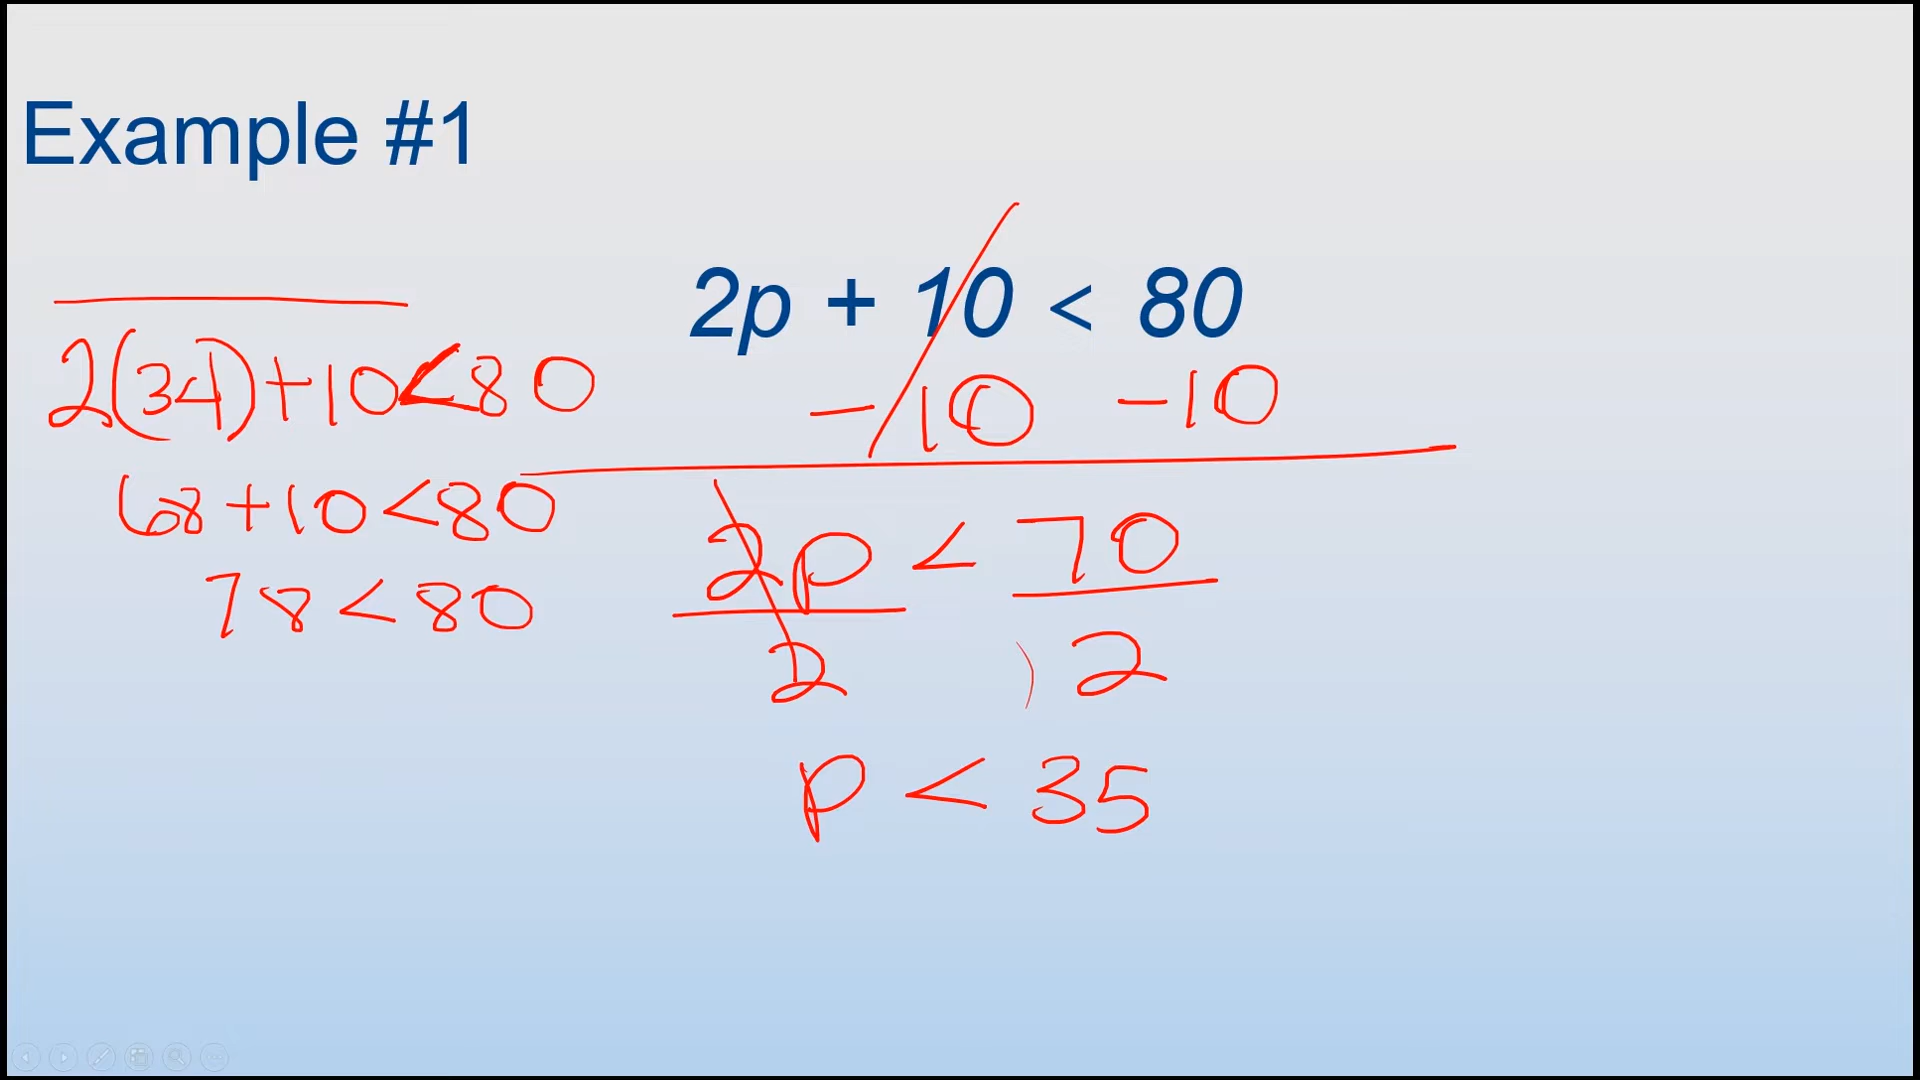 Example #1
2p + 10 < 80
-10 -10
2p < 70
2 2
p < 35
2(34)+10<80
68+10<80
78<80